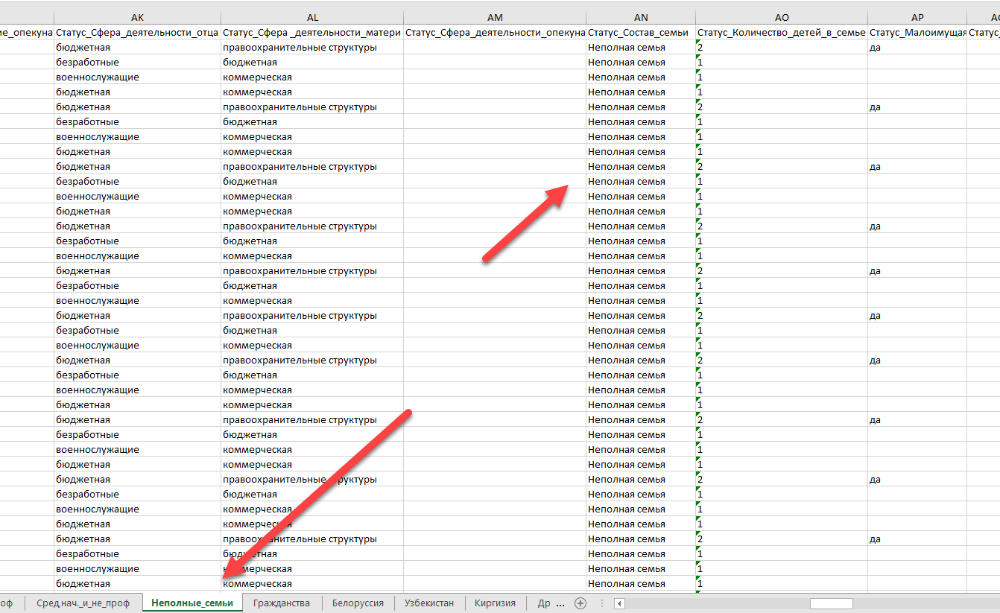 AK AL AM AN AO AP
ие_опекуна Статус_Сфера_деятельности_отца Статус_Сфера _деятельности_матери Статус_Сфера_деятельности_опекуна Статус_Состав_семьи Статус_Количество_детей_в_семье Статус_Малоимущая Статус_
бюджетная правоохранительные структуры Неполная семья 2 да
безработные бюджетная Неполная семья 1
военнослужащие коммерческая Неполная семья 1
бюджетная коммерческая Неполная семья 1
бюджетная правоохранительные структуры Неполная семья 2 да
безработные бюджетная Неполная семья 1
военнослужащие коммерческая Неполная семья 1
бюджетная коммерческая Неполная семья 1
бюджетная правоохранительные структуры Неполная семья 2 да
безработные бюджетная Неполная семья 1
военнослужащие коммерческая Неполная семья 1
бюджетная коммерческая Неполная семья 1
бюджетная правоохранительные структуры Неполная семья 2 да
безработные бюджетная Неполная семья 1
военнослужащие коммерческая Неполная семья 1
бюджетная правоохранительные структуры Неполная семья 2 да
безработные бюджетная Неполная семья 1
военнослужащие коммерческая Неполная семья 1
бюджетная правоохранительные структуры Неполная семья 2 да
безработные бюджетная Неполная семья 1
военнослужащие коммерческая Неполная семья 1
бюджетная правоохранительные структуры Неполная семья 2 да
безработные бюджетная Неполная семья 1
военнослужащие коммерческая Неполная семья 1
бюджетная коммерческая Неполная семья 1
бюджетная правоохранительные структуры Неполная семья 2 да
безработные бюджетная Неполная семья 1
военнослужащие коммерческая Неполная семья 1
бюджетная коммерческая Неполная семья 1
бюджетная правоохранительные структуры Неполная семья 2 да
безработные бюджетная Неполная семья 1
военнослужащие коммерческая Неполная семья 1
бюджетная коммерческая Неполная семья 1
бюджетная правоохранительные структуры Неполная семья 2 да
безработные бюджетная Неполная семья 1
военнослужащие коммерческая Неполная семья 1
бюджетная коммерческая Неполная семья 1
оф Сред,нач._и_не_проф Неполные_семьи Гражданства Белоруссия Узбекистан Киргизия Др ...